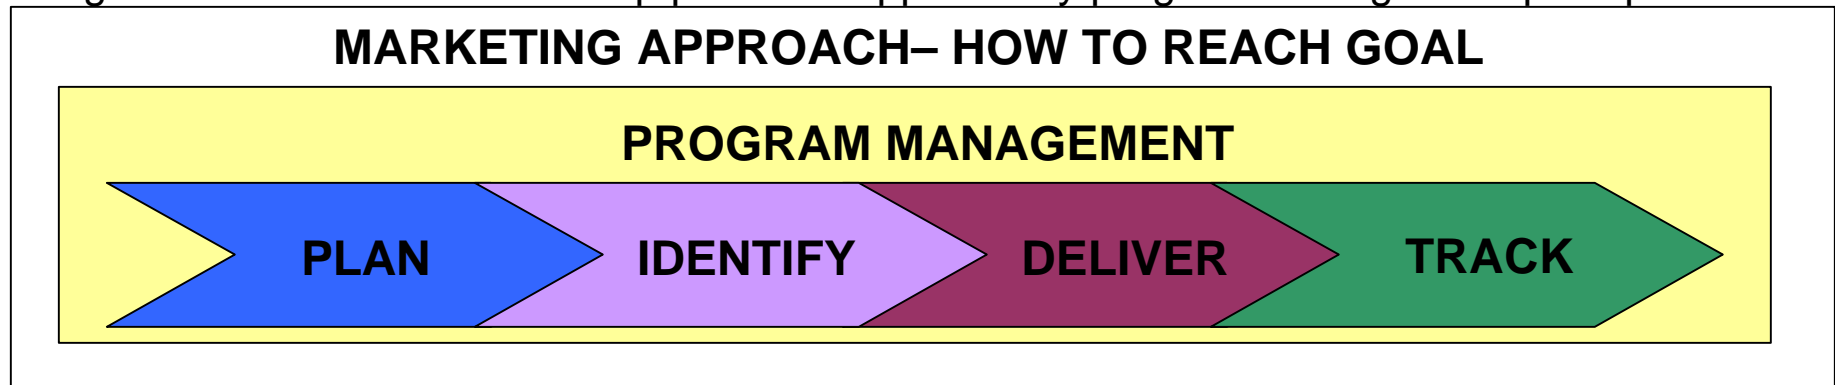 MARKETING APPROACH– HOW TO REACH GOAL
PROGRAM MANAGEMENT
PLAN IDENTIFY DELIVER TRACK